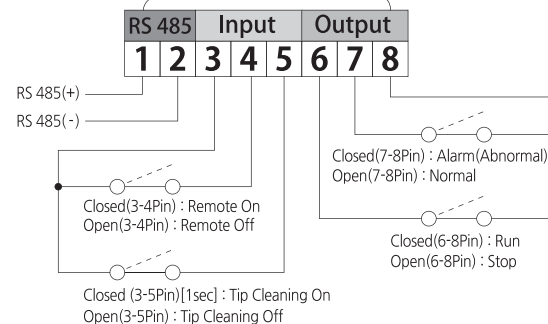 RS 485 Input Output
1 2 3 4 5 6 7 8
RS 485(+)
RS 485(-)
Closed(7-8Pin) : Alarm(Abnormal)
Open(7-8Pin) : Normal
Closed(3-4Pin) : Remote On
Open(3-4Pin) : Remote Off
Closed(6-8Pin) : Run
Open(6-8Pin) : Stop
Closed (3-5Pin)[1sec] : Tip Cleaning On
Open(3-5Pin) : Tip Cleaning Off